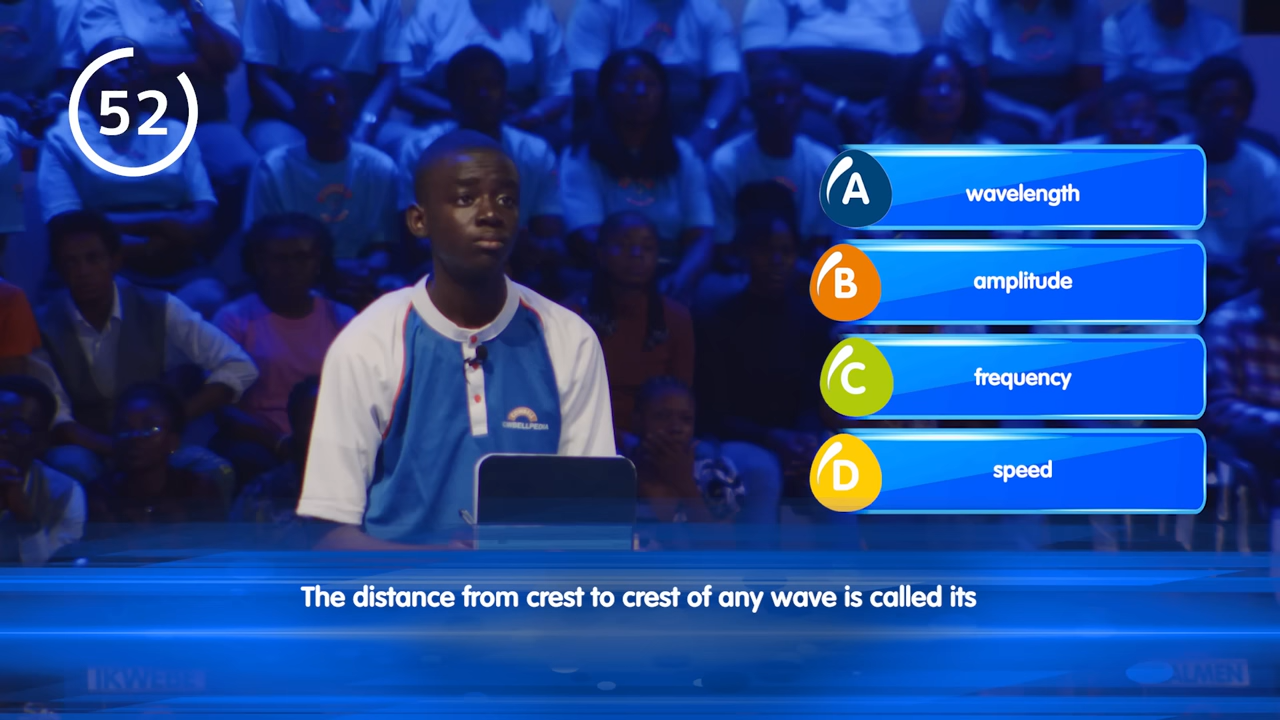 52
A wavelength
B amplitude
C frequency
D speed
The distance from crest to crest of any wave is called its